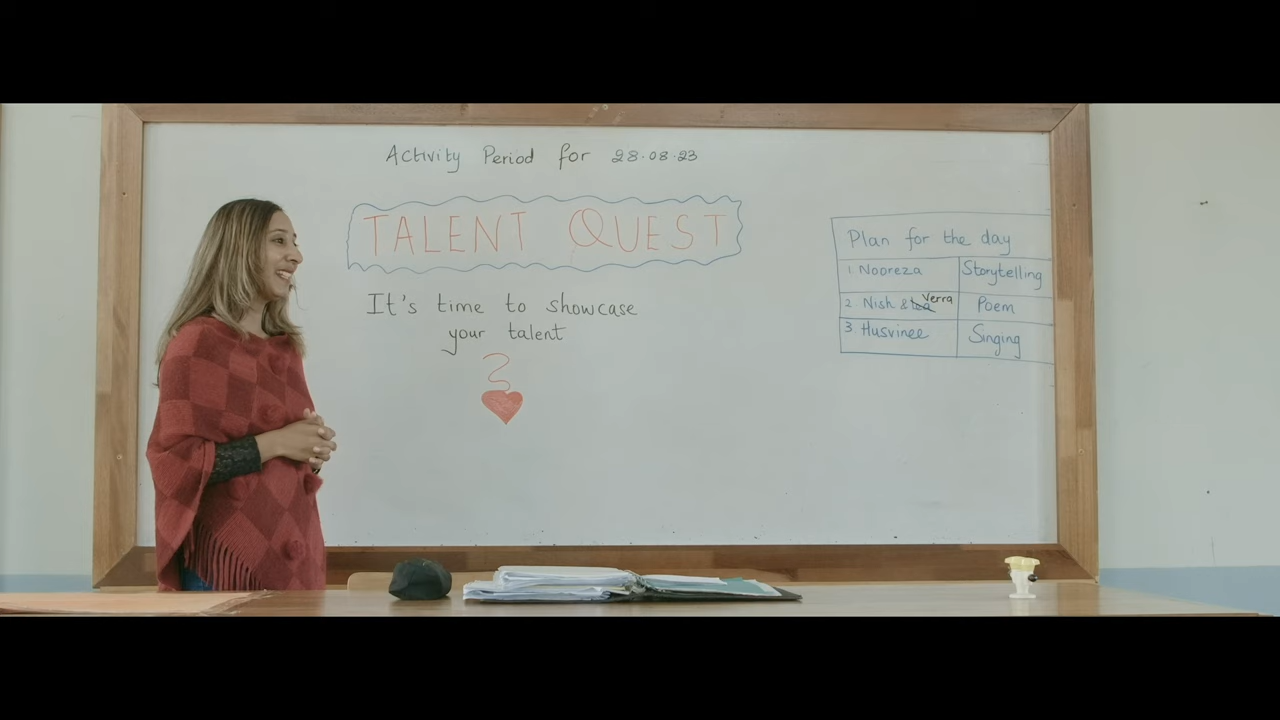 Activity Period for 28.08.23
TALENT QUEST
It's time to showcase
your talent
Plan for the day
1. Nooreza Storytelling
2. Nish & Verra Poem
3. Husvinee Singing